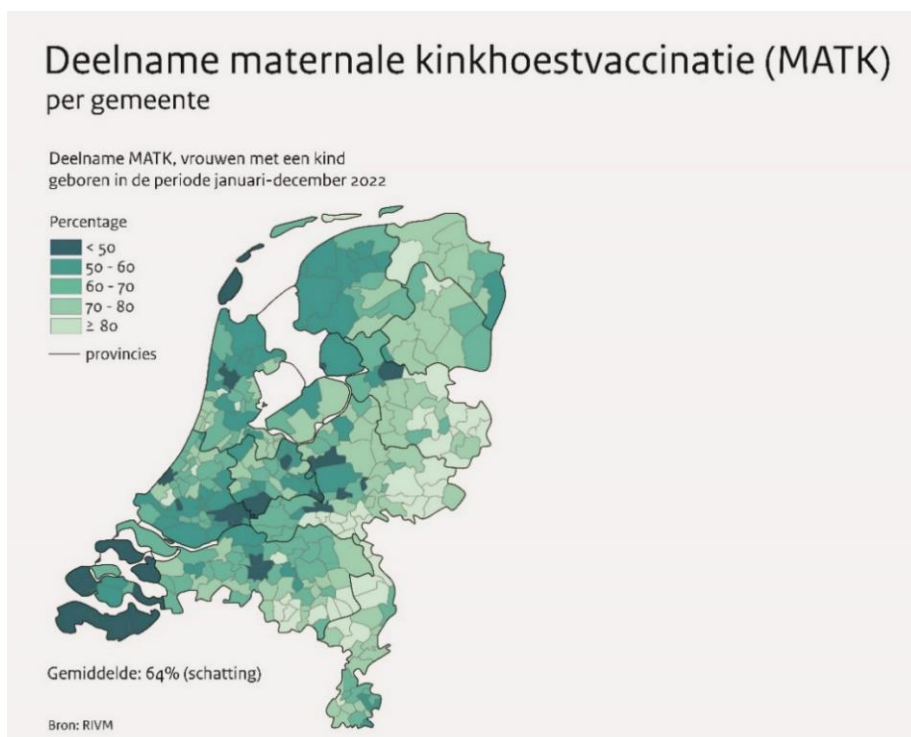 Deelname maternale kinkhoestvaccinatie (MATK)
per gemeente
Deelname MATK, vrouwen met een kind
geboren in de periode januari-december 2022
Percentage
< 50
50 - 60
60 - 70
70 - 80
≥ 80
provincies
Gemiddelde: 64% (schatting)
Bron: RIVM